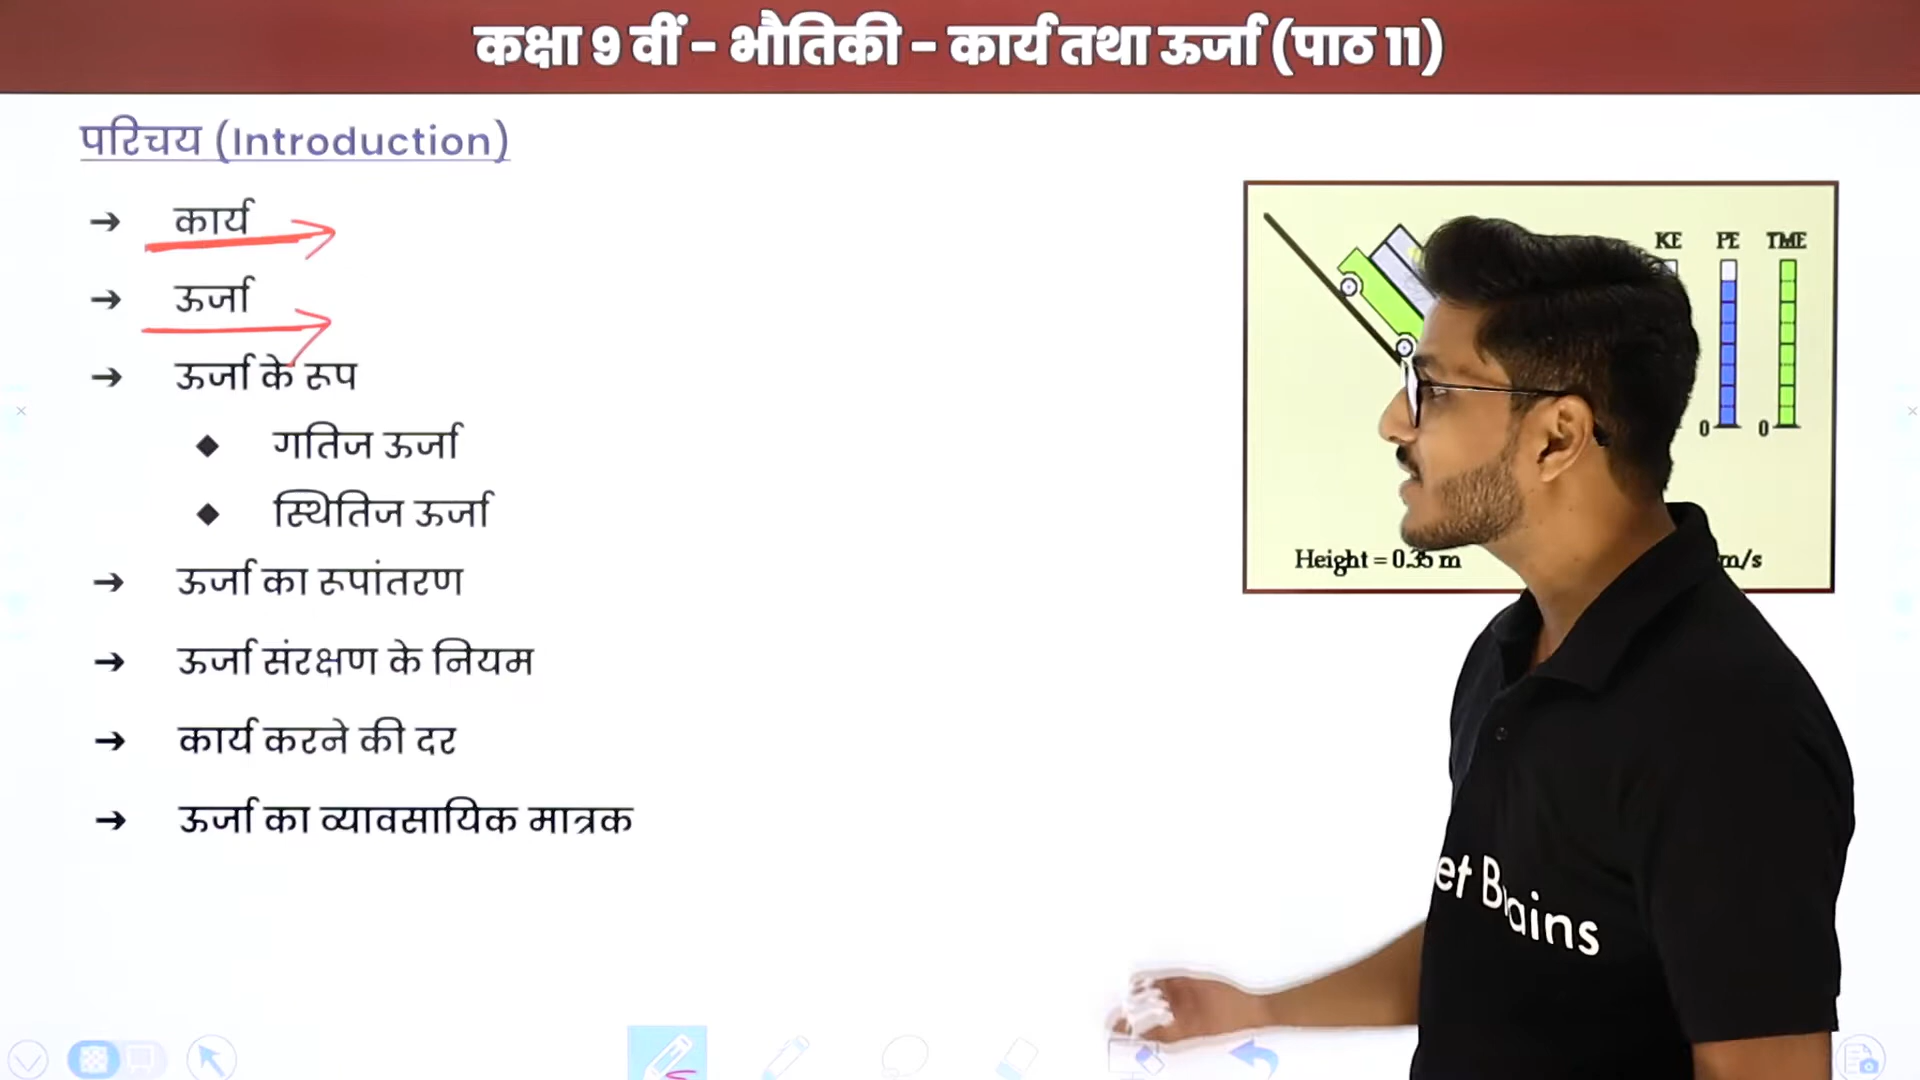 कक्षा 9 वीं - भौतिकी - कार्य तथा ऊर्जा (पाठ 11)
परिचय (Introduction)
➔ कार्य
➔ ऊर्जा
➔ ऊर्जा के रूप
◆ गतिज ऊर्जा
◆ स्थितिज ऊर्जा
➔ ऊर्जा का रूपांतरण
➔ ऊर्जा संरक्षण के नियम
➔ कार्य करने की दर
➔ ऊर्जा का व्यावसायिक मात्रक
KE PE TME
0 0
Height = 0.35 m
m/s
et Brains